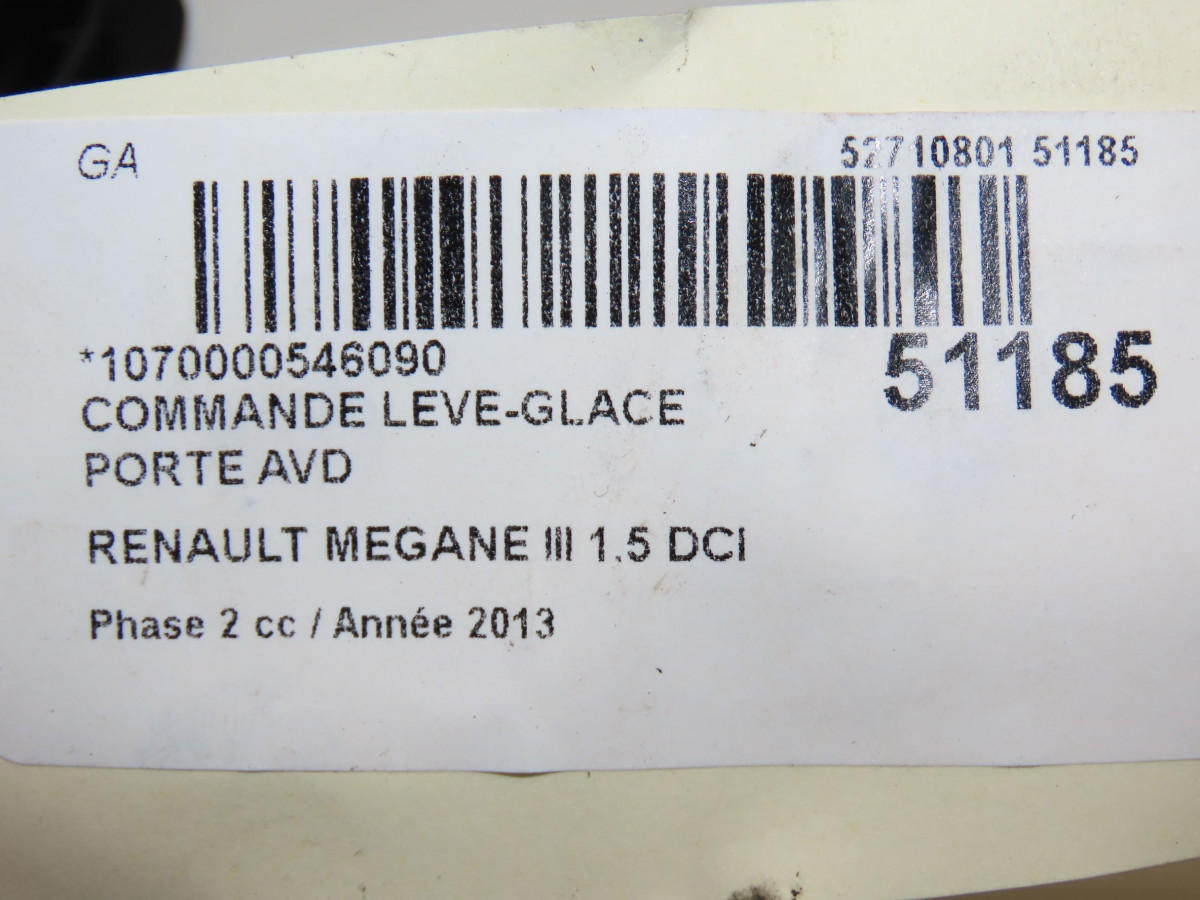 GA
52710801 51185
*1070000546090
51185
COMMANDE LEVE-GLACE
PORTE AVD
RENAULT MEGANE III 1.5 DCI
Phase 2 cc / Année 2013